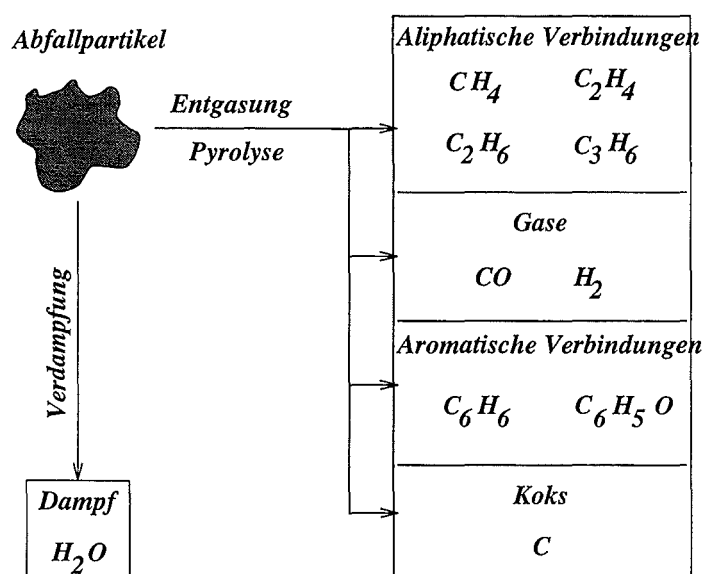 Abfallpartikel
Entgasung
Pyrolyse
Verdampfung
Dampf
H2O
Aliphatische Verbindungen
CH4 C2H4
C2H6 C3H6
Gase
CO H2
Aromatische Verbindungen
C6H6 C6H5O
Koks
C